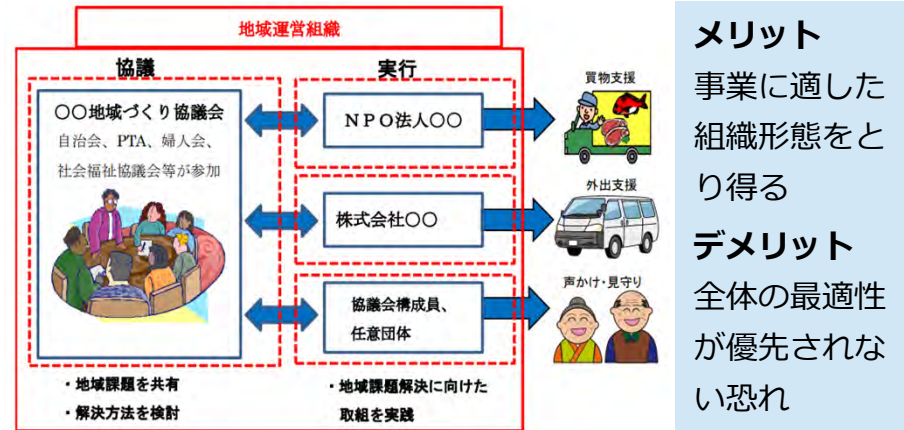 地域運営組織
協議
〇〇地域づくり協議会
自治会、PTA、婦人会、
社会福祉協議会等が参加
・地域課題を共有
・解決方法を検討
実行
NPO法人〇〇
株式会社〇〇
協議会構成員、
任意団体
・地域課題解決に向けた
取組を実践
買物支援
外出支援
声かけ・見守り
メリット
事業に適した
組織形態をと
り得る
デメリット
全体の最適性
が優先されな
い恐れ